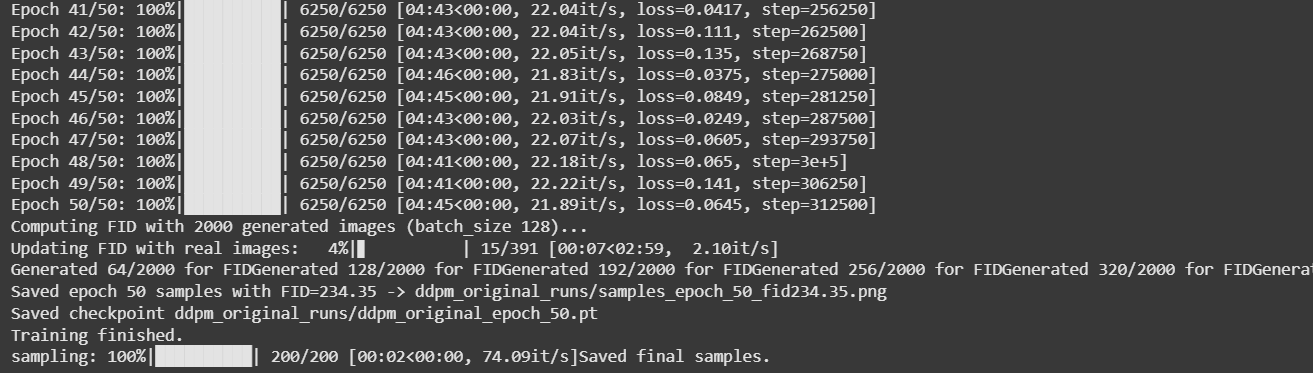 Epoch 41/50: 100%|██████████| 6250/6250 [04:43<00:00, 22.04it/s, loss=0.0417, step=256250]
Epoch 42/50: 100%|██████████| 6250/6250 [04:43<00:00, 22.04it/s, loss=0.111, step=262500]
Epoch 43/50: 100%|██████████| 6250/6250 [04:43<00:00, 22.05it/s, loss=0.135, step=268750]
Epoch 44/50: 100%|██████████| 6250/6250 [04:46<00:00, 21.83it/s, loss=0.0375, step=275000]
Epoch 45/50: 100%|██████████| 6250/6250 [04:45<00:00, 21.91it/s, loss=0.0849, step=281250]
Epoch 46/50: 100%|██████████| 6250/6250 [04:43<00:00, 22.03it/s, loss=0.0249, step=287500]
Epoch 47/50: 100%|██████████| 6250/6250 [04:43<00:00, 22.07it/s, loss=0.0605, step=293750]
Epoch 48/50: 100%|██████████| 6250/6250 [04:41<00:00, 22.18it/s, loss=0.065, step=3e+5]
Epoch 49/50: 100%|██████████| 6250/6250 [04:41<00:00, 22.22it/s, loss=0.141, step=306250]
Epoch 50/50: 100%|██████████| 6250/6250 [04:45<00:00, 21.89it/s, loss=0.0645, step=312500]
Computing FID with 2000 generated images (batch_size 128)...
Updating FID with real images:   4%|▍         | 15/391 [00:07<02:59,  2.10it/s]
Generated 64/2000 for FIDGenerated 128/2000 for FIDGenerated 192/2000 for FIDGenerated 256/2000 for FIDGenerated 320/2000 for FIDGenerat
Saved epoch 50 samples with FID=234.35 -> ddpm_original_runs/samples_epoch_50_fid234.35.png
Saved checkpoint ddpm_original_runs/ddpm_original_epoch_50.pt
Training finished.
sampling: 100%|██████████| 200/200 [00:02<00:00, 74.09it/s]Saved final samples.